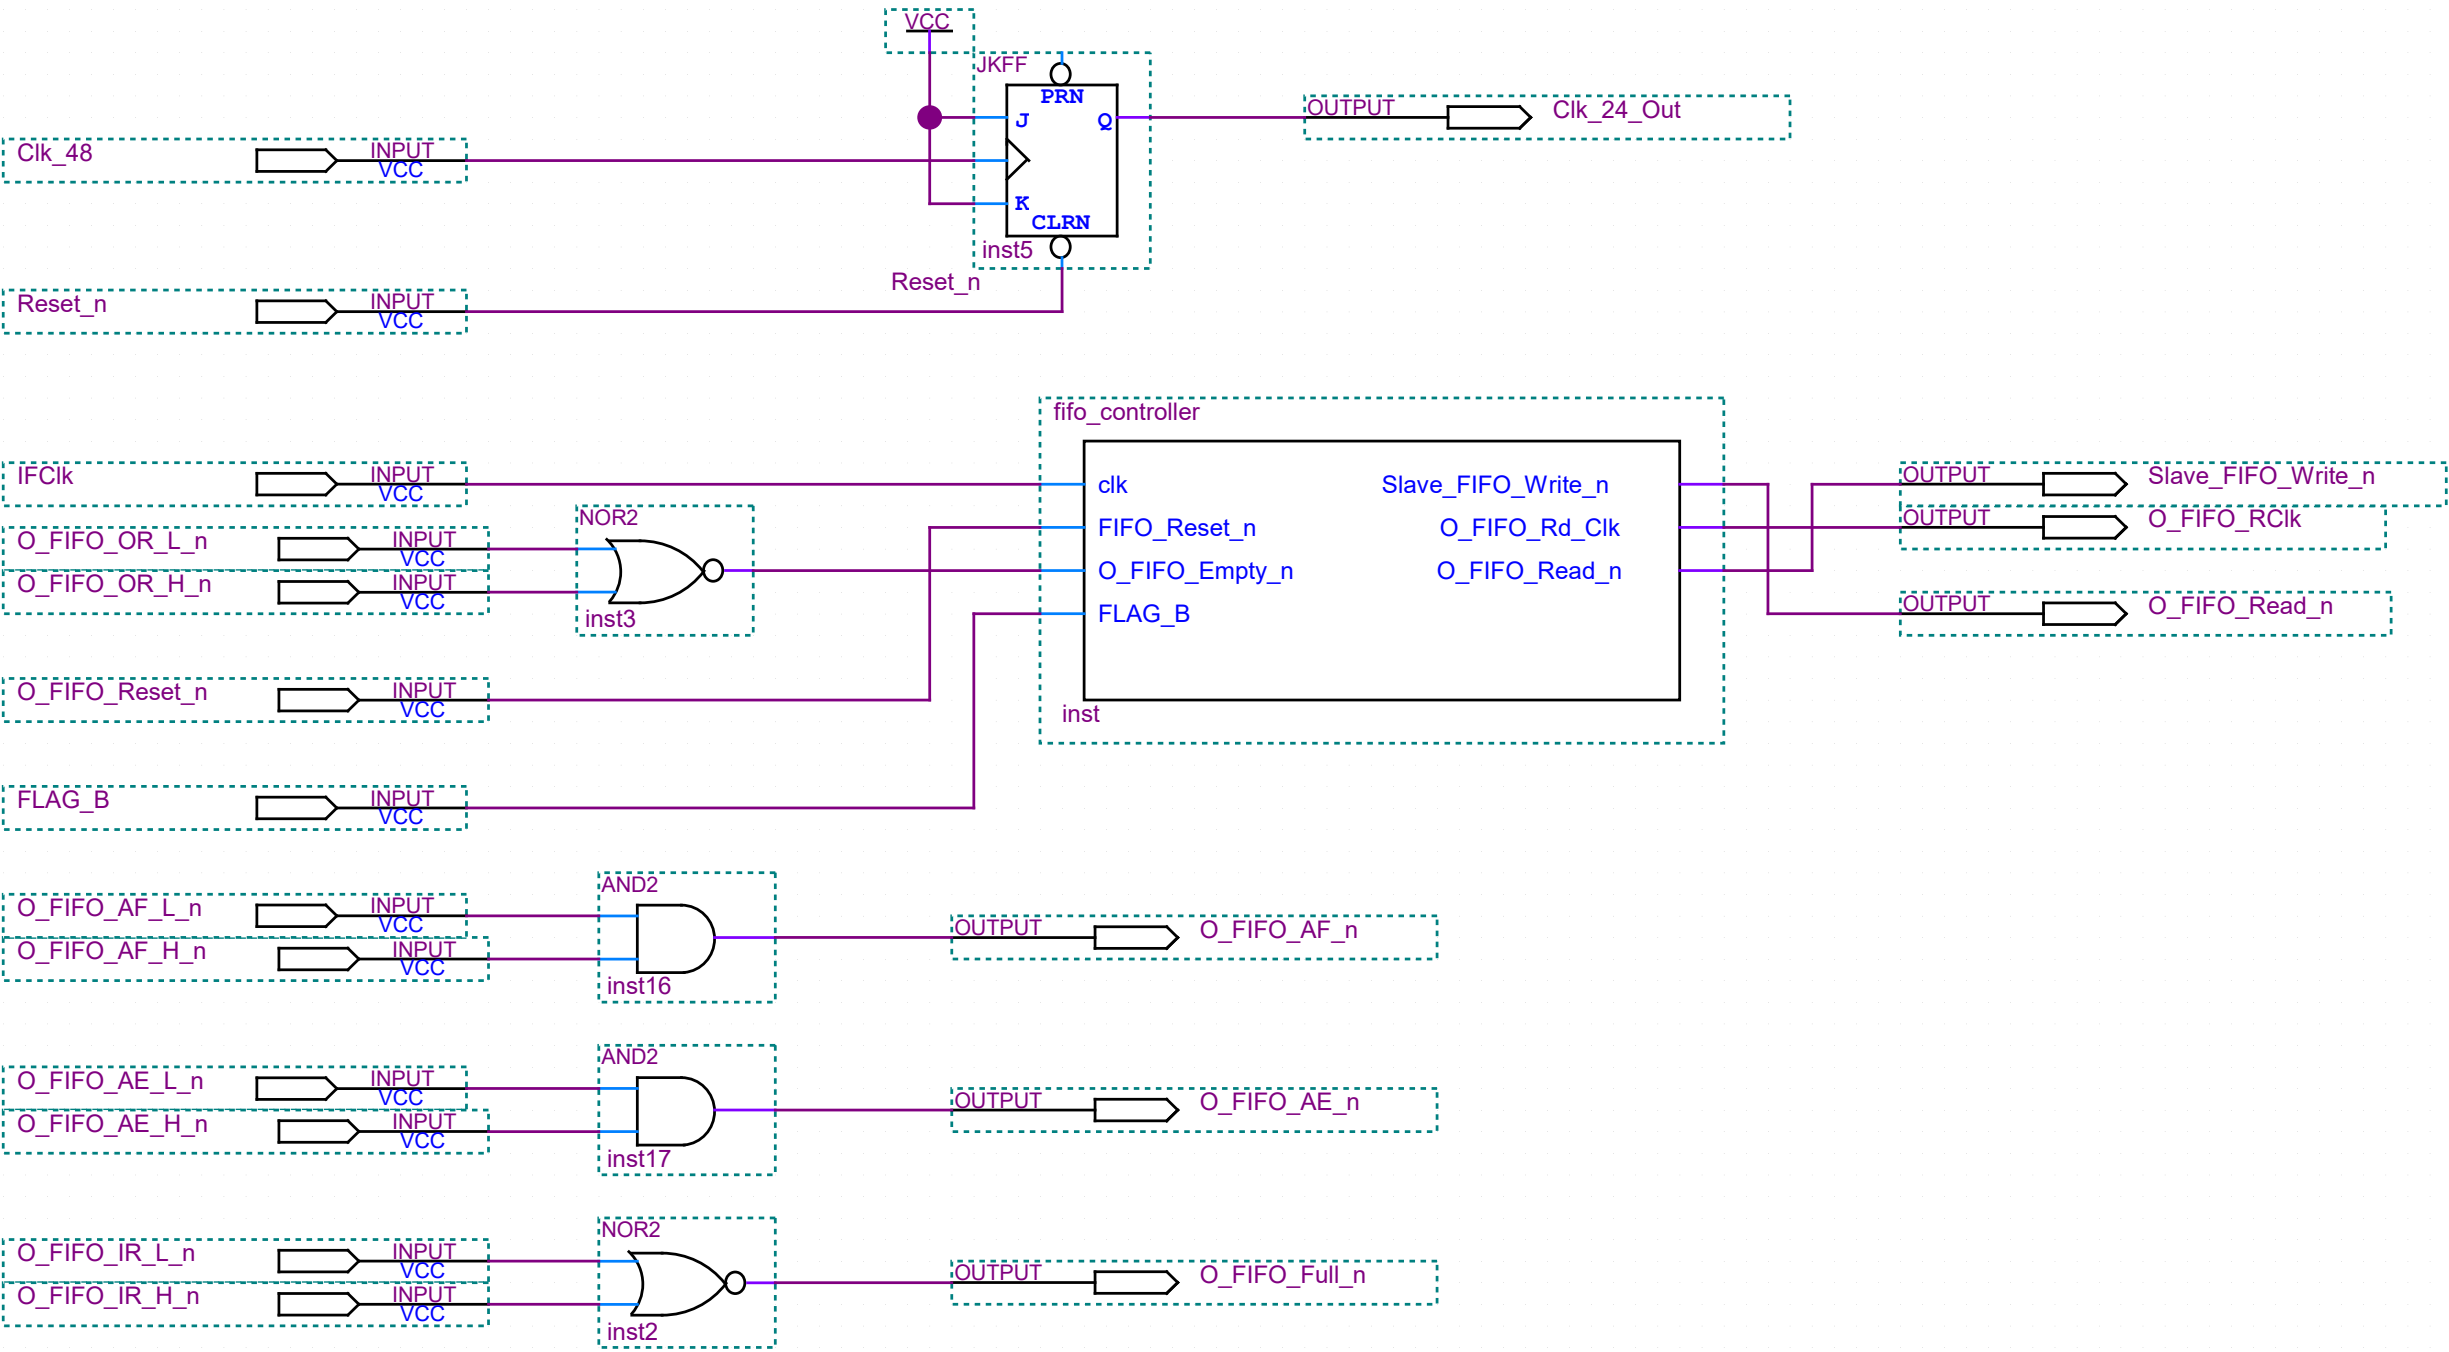 VCC
JKFF
PRN
J
Q
K
CLRN
inst5
OUTPUT
Clk_24_Out
Clk_48
INPUT
VCC
Reset_n
Reset_n
INPUT
VCC
fifo_controller
clk
Slave_FIFO_Write_n
FIFO_Reset_n
O_FIFO_Rd_Clk
O_FIFO_Empty_n
O_FIFO_Read_n
FLAG_B
inst
IFClk
INPUT
VCC
O_FIFO_OR_L_n
INPUT
VCC
O_FIFO_OR_H_n
INPUT
VCC
NOR2
inst3
OUTPUT
Slave_FIFO_Write_n
OUTPUT
O_FIFO_RClk
OUTPUT
O_FIFO_Read_n
O_FIFO_Reset_n
INPUT
VCC
FLAG_B
INPUT
VCC
O_FIFO_AF_L_n
INPUT
VCC
O_FIFO_AF_H_n
INPUT
VCC
AND2
inst16
OUTPUT
O_FIFO_AF_n
O_FIFO_AE_L_n
INPUT
VCC
O_FIFO_AE_H_n
INPUT
VCC
AND2
inst17
OUTPUT
O_FIFO_AE_n
O_FIFO_IR_L_n
INPUT
VCC
O_FIFO_IR_H_n
INPUT
VCC
NOR2
inst2
OUTPUT
O_FIFO_Full_n